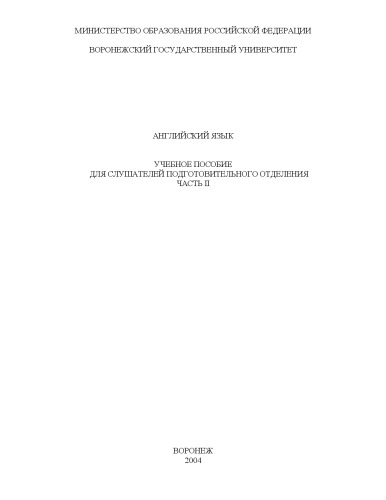 МИНИСТЕРСТВО ОБРАЗОВАНИЯ РОССИЙСКОЙ ФЕДЕРАЦИИ
ВОРОНЕЖСКИЙ ГОСУДАРСТВЕННЫЙ УНИВЕРСИТЕТ
АНГЛИЙСКИЙ ЯЗЫК
УЧЕБНОЕ ПОСОБИЕ
ДЛЯ СЛУШАТЕЛЕЙ ПОДГОТОВИТЕЛЬНОГО ОТДЕЛЕНИЯ
ЧАСТЬ II
ВОРОНЕЖ
2004